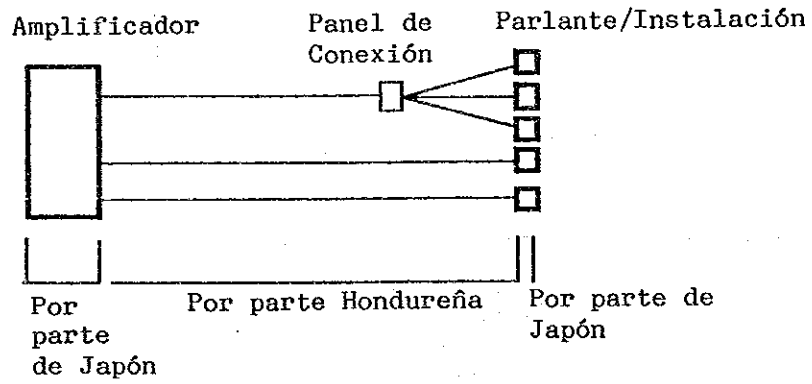 Amplificador
Panel de
Conexión
Parlante/Instalación
Por
parte
de Japón
Por parte Hondureña
Por parte de
Japón